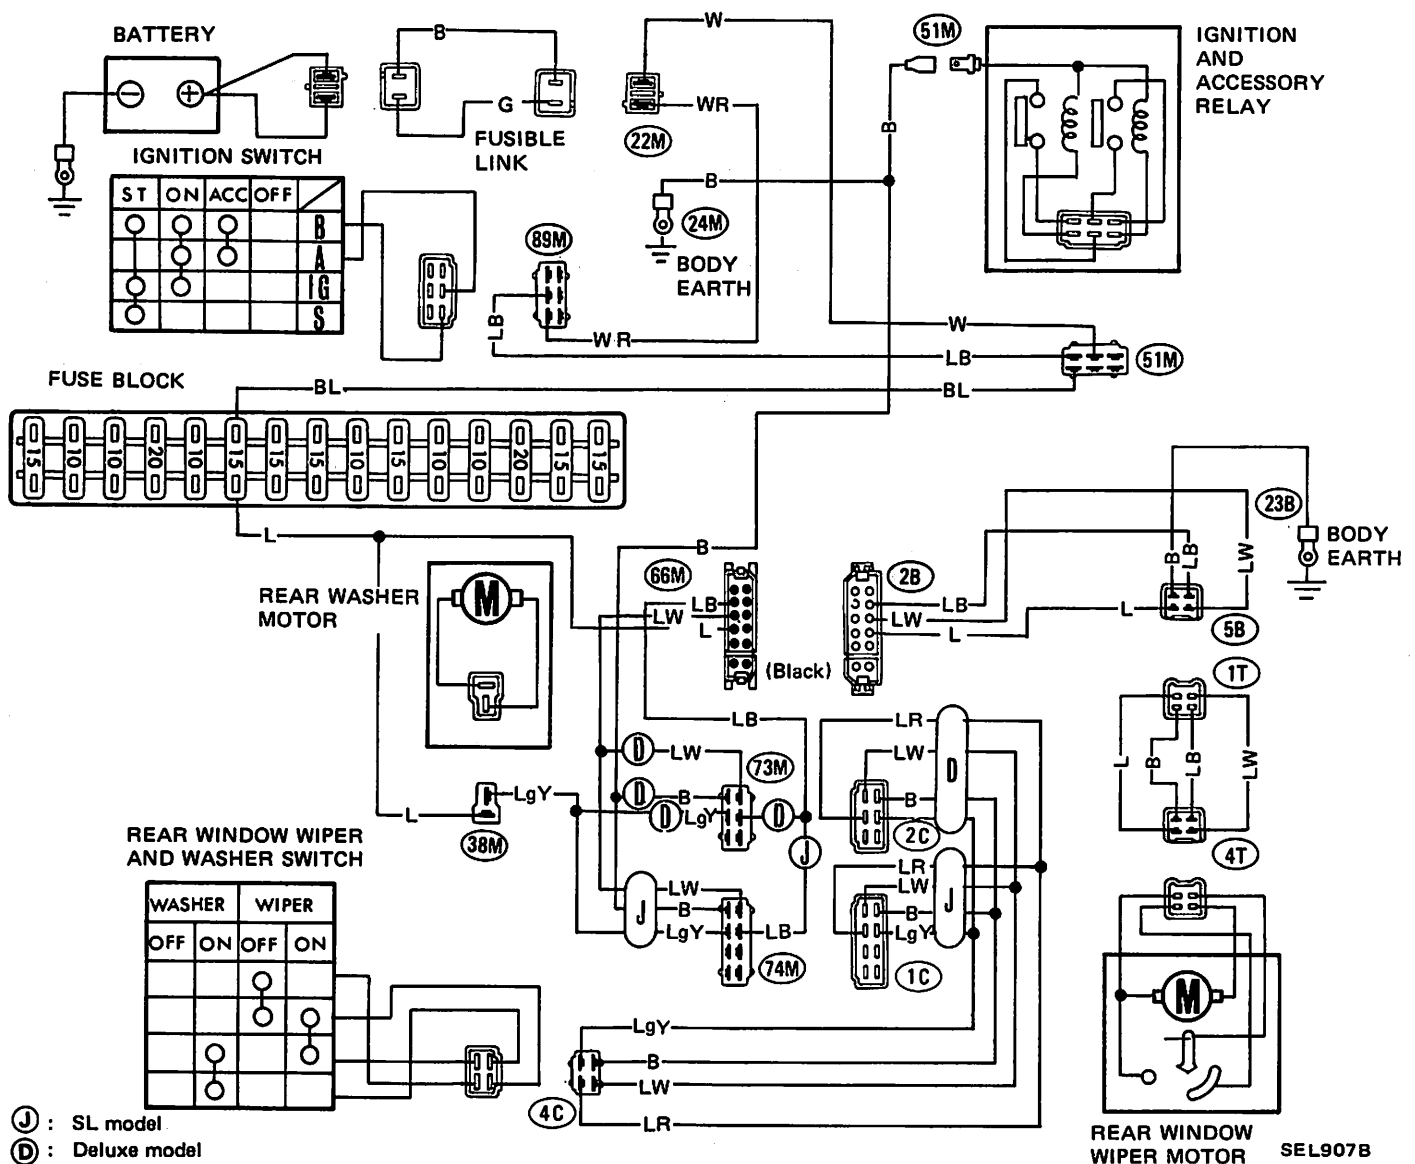 BATTERY
B
G
FUSIBLE
LINK
W
WR
22M
51M
IGNITION
AND
ACCESSORY
RELAY
B
IGNITION SWITCH
ST ON ACC OFF
B
A
IG
S
89M
B
24M
BODY
EARTH
LB
WR
W
LB
51M
FUSE BLOCK
BL
BL
15 10 10 20 10 15 15 15 10 15 10 10 20 15 15
L
B
23B
BODY
EARTH
B
LB
LW
REAR WASHER
MOTOR
M
66M
LB
LW
L
(Black)
2B
LB
LW
L
L
5B
1T
L
B
LB
LW
4T
LB
LR
LW
D
LW
73M
D
B
D
LgY
D
J
B
2C
D
LgY
L
38M
REAR WINDOW WIPER
AND WASHER SWITCH
WASHER WIPER
OFF ON OFF ON
J
LW
B
LgY
LB
74M
LR
LW
B
LgY
J
1C
M
LgY
B
LW
4C
LR
J : SL model
D : Deluxe model
REAR WINDOW
WIPER MOTOR
SEL907B